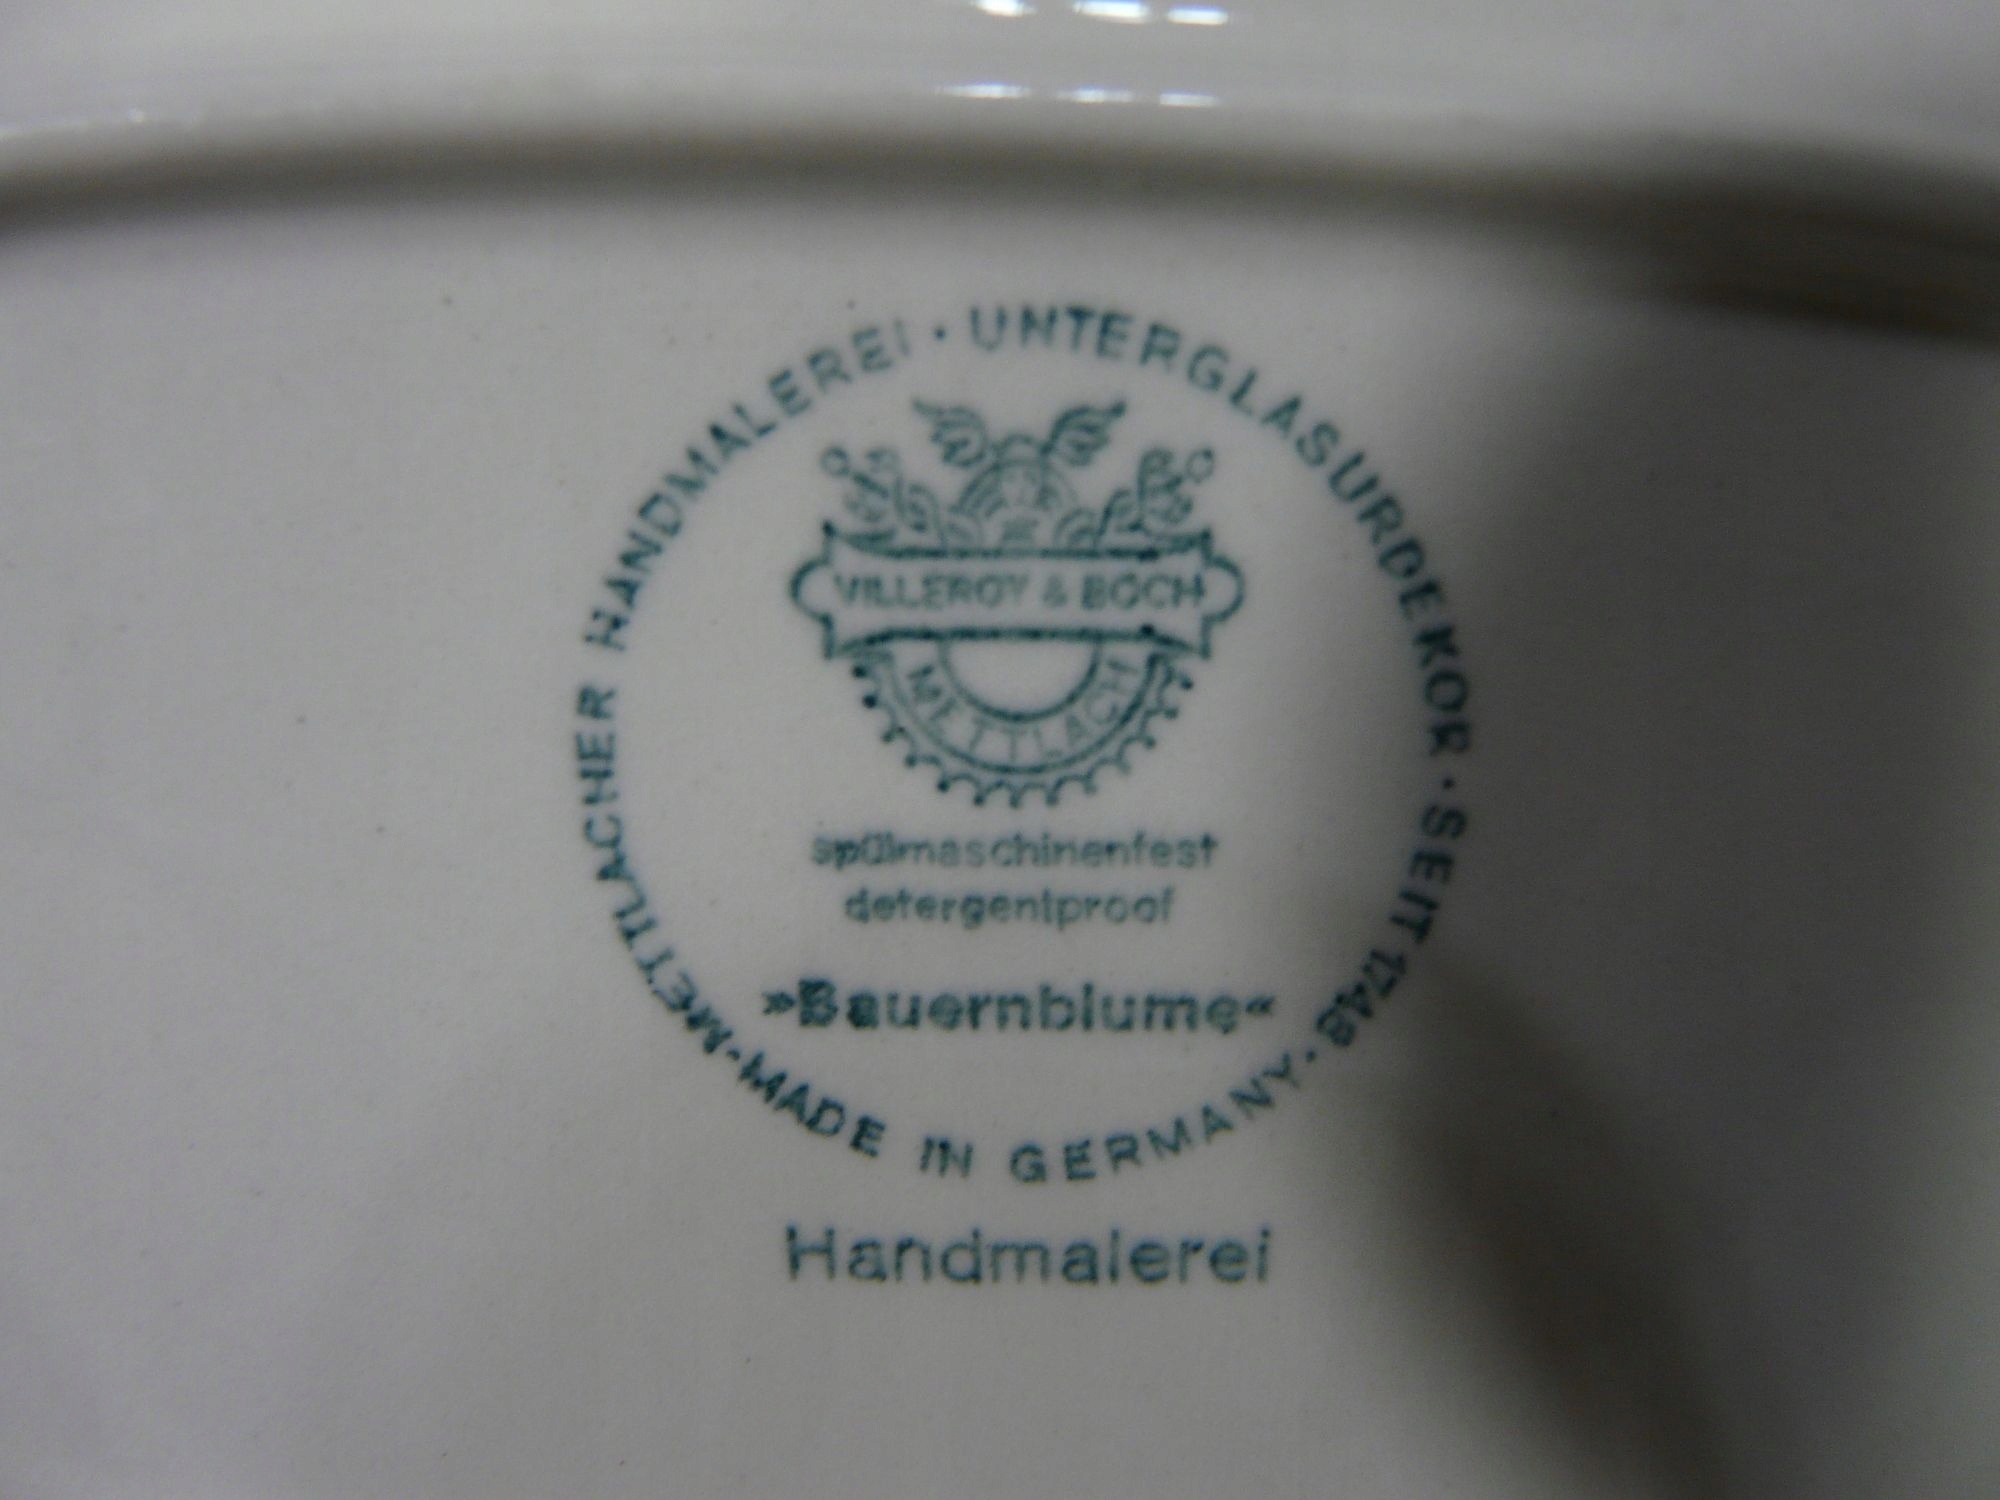 METTLACHER HANDMALEREI · UNTERGLASURDEKOR · SEIT 1748 · MADE IN GERMANY ·
VILLEROY & BOCH
METTLACH
spülmaschinenfest
detergentproof
»Bauernblume«
Handmalerei